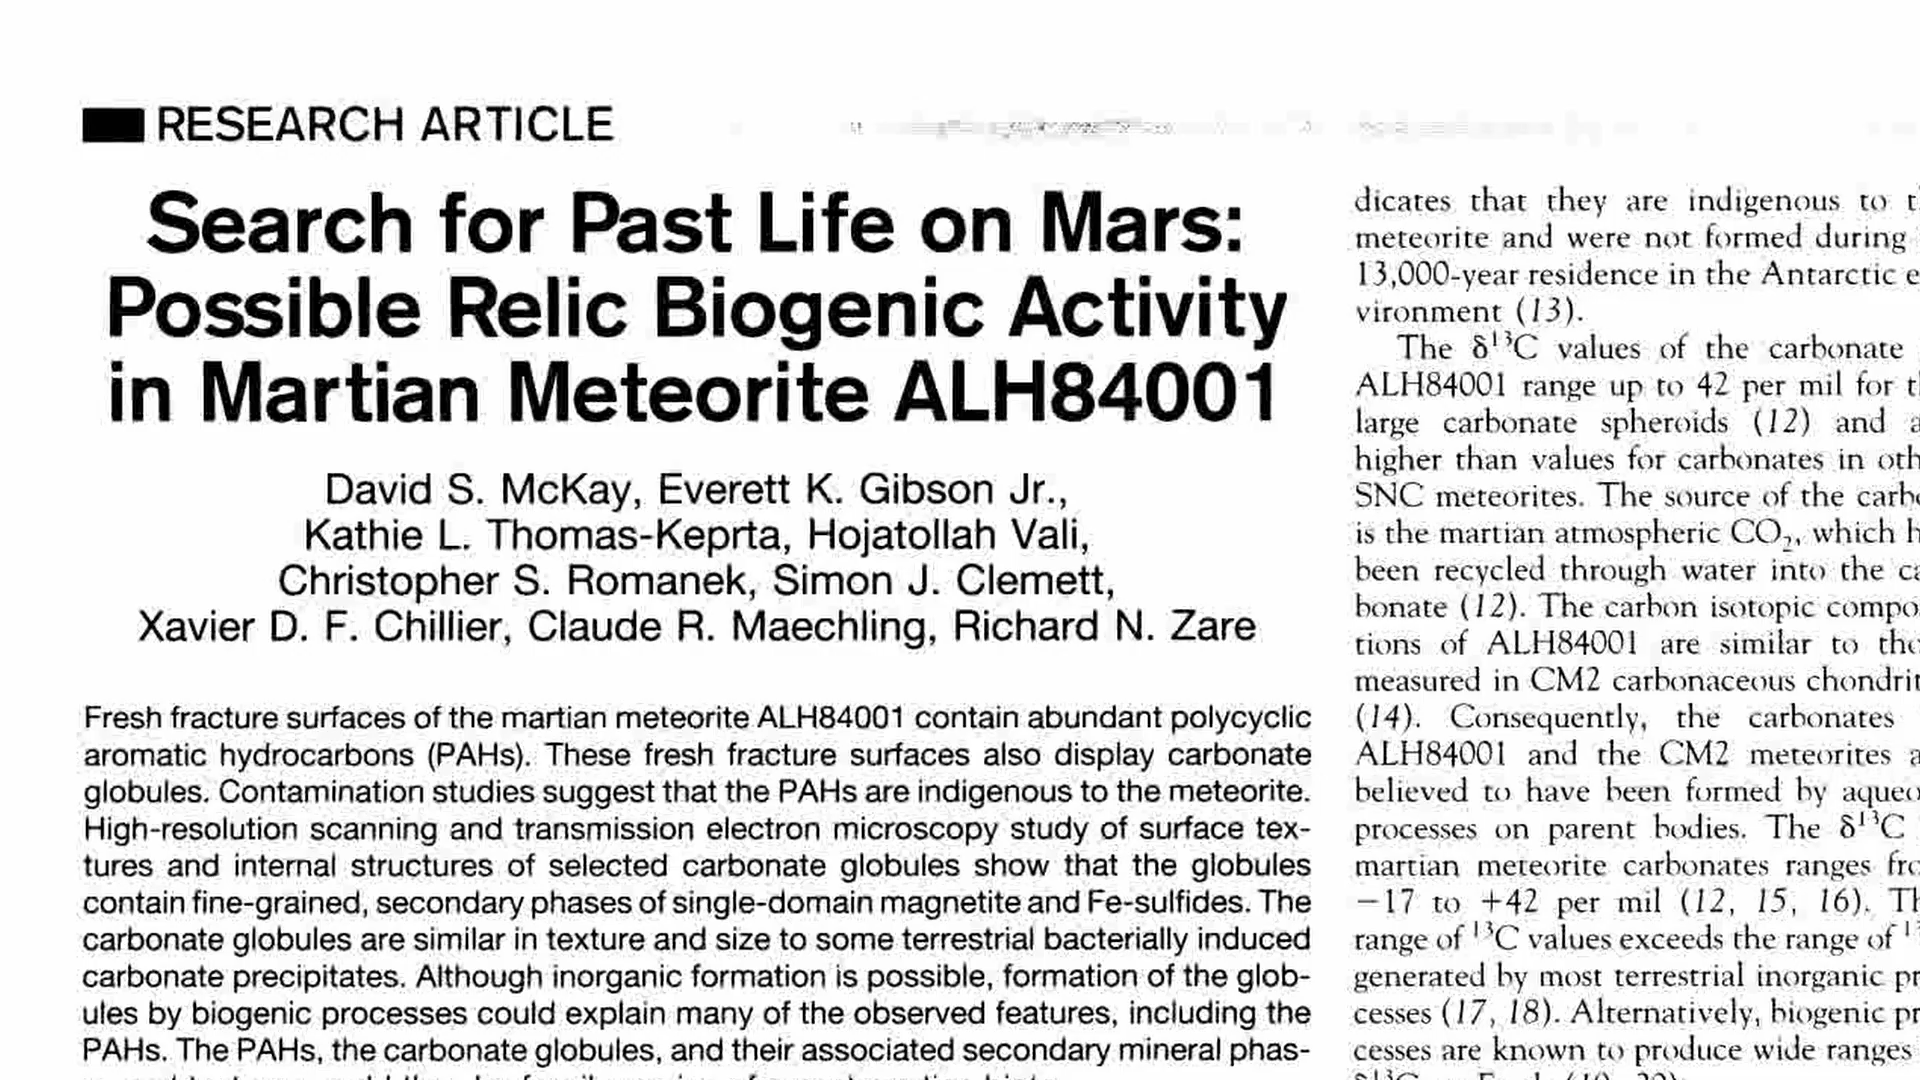 RESEARCH ARTICLE
Search for Past Life on Mars:
Possible Relic Biogenic Activity
in Martian Meteorite ALH84001
David S. McKay, Everett K. Gibson Jr.,
Kathie L. Thomas-Keprta, Hojatollah Vali,
Christopher S. Romanek, Simon J. Clemett,
Xavier D. F. Chillier, Claude R. Maechling, Richard N. Zare
Fresh fracture surfaces of the martian meteorite ALH84001 contain abundant polycyclic
aromatic hydrocarbons (PAHs). These fresh fracture surfaces also display carbonate
globules. Contamination studies suggest that the PAHs are indigenous to the meteorite.
High-resolution scanning and transmission electron microscopy study of surface tex-
tures and internal structures of selected carbonate globules show that the globules
contain fine-grained, secondary phases of single-domain magnetite and Fe-sulfides. The
carbonate globules are similar in texture and size to some terrestrial bacterially induced
carbonate precipitates. Although inorganic formation is possible, formation of the glob-
ules by biogenic processes could explain many of the observed features, including the
PAHs. The PAHs, the carbonate globules, and their associated secondary mineral phas-
dicates that they are indigenous to
meteorite and were not formed during
13,000-year residence in the Antarctic
vironment (13).
The δ¹³C values of the carbonate
ALH84001 range up to 42 per mil for
large carbonate spheroids (12) and
higher than values for carbonates in
SNC meteorites. The source of the
is the martian atmospheric CO₂, which
been recycled through water into the
bonate (12). The carbon isotopic
tions of ALH84001 are similar to
measured in CM2 carbonaceous
(14). Consequently, the carbonates
ALH84001 and the CM2 meteorites
believed to have been formed by
processes on parent bodies. The δ¹³C
martian meteorite carbonates ranges
−17 to +42 per mil (12, 15, 16).
range of ¹³C values exceeds the range of
generated by most terrestrial inorganic
cesses (17, 18). Alternatively, biogenic
cesses are known to produce wide ranges